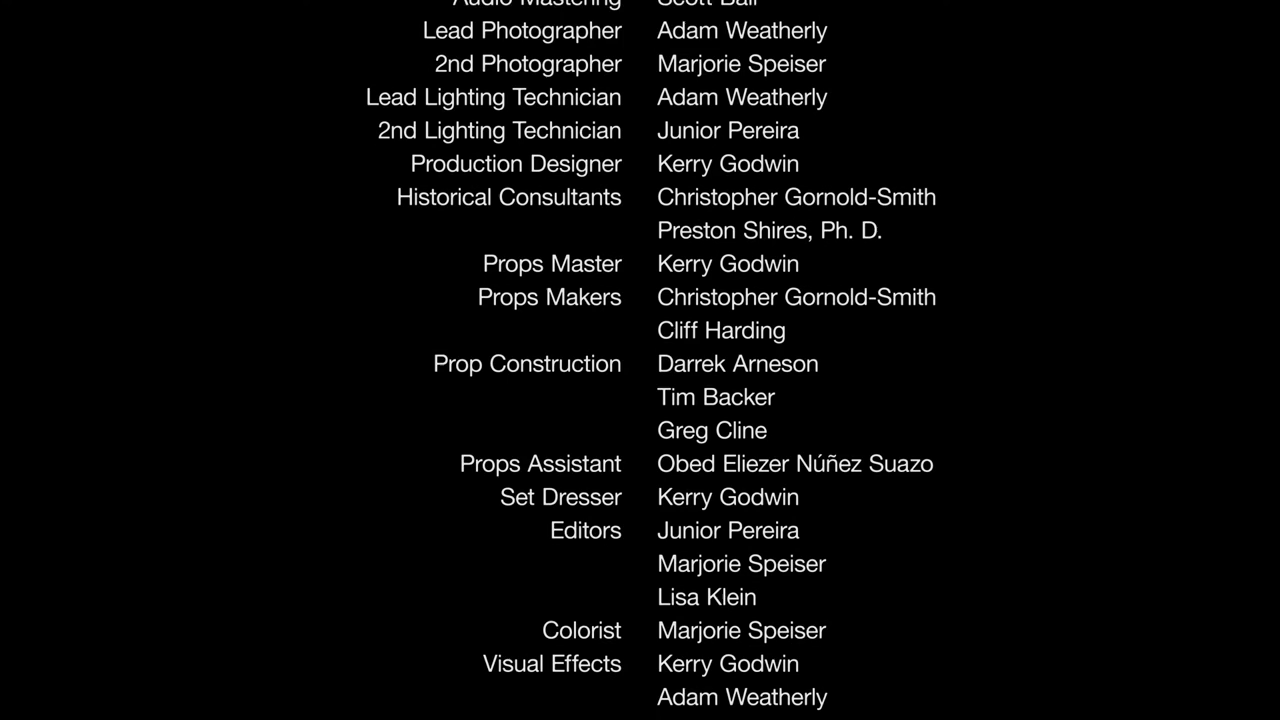 Audio Mastering Scott Ball
Lead Photographer Adam Weatherly
2nd Photographer Marjorie Speiser
Lead Lighting Technician Adam Weatherly
2nd Lighting Technician Junior Pereira
Production Designer Kerry Godwin
Historical Consultants Christopher Gornold-Smith
Preston Shires, Ph. D.
Props Master Kerry Godwin
Props Makers Christopher Gornold-Smith
Cliff Harding
Prop Construction Darrek Arneson
Tim Backer
Greg Cline
Props Assistant Obed Eliezer Núñez Suazo
Set Dresser Kerry Godwin
Editors Junior Pereira
Marjorie Speiser
Lisa Klein
Colorist Marjorie Speiser
Visual Effects Kerry Godwin
Adam Weatherly